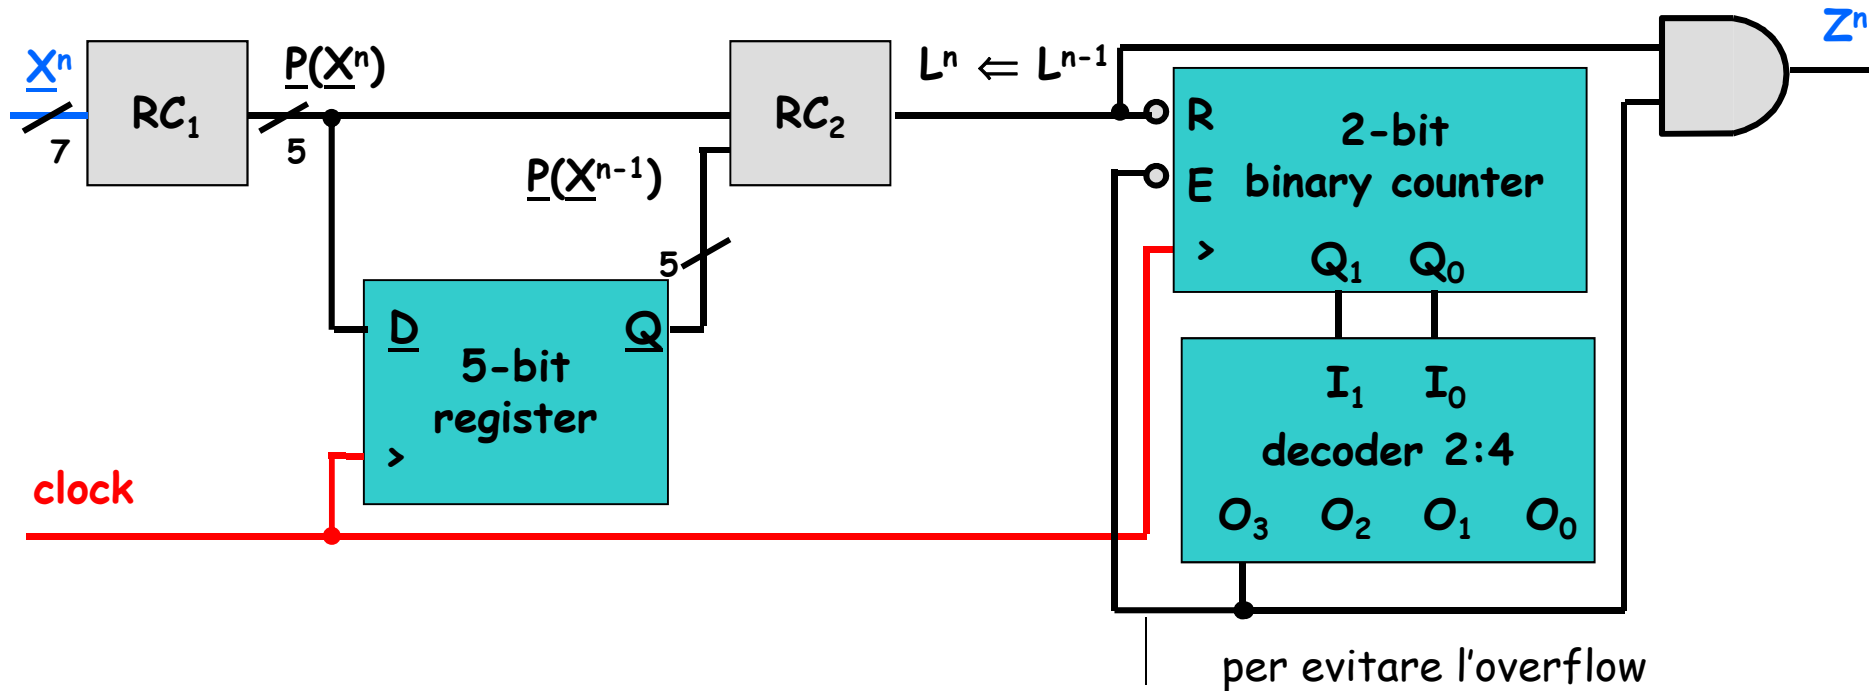 Xⁿ
7
RC₁
P(Xⁿ)
5
P(Xⁿ⁻¹)
5
RC₂
Lⁿ ⇐ Lⁿ⁻¹
Zⁿ
R
E
>
2-bit
binary counter
Q₁ Q₀
D
Q
5-bit
register
>
clock
I₁ I₀
decoder 2:4
O₃ O₂ O₁ O₀
per evitare l'overflow